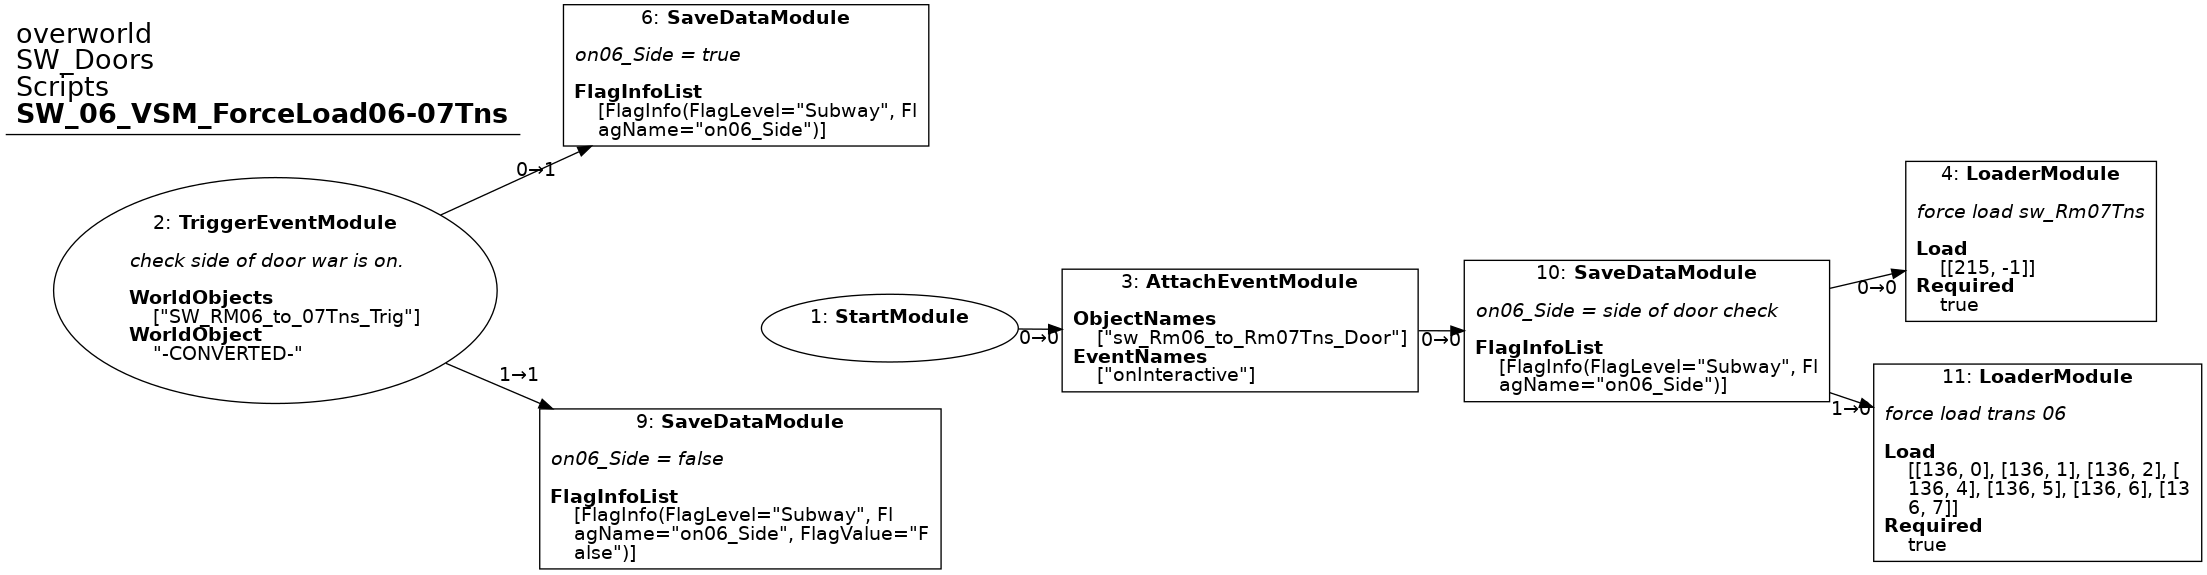 overworld
SW_Doors
Scripts
SW_06_VSM_ForceLoad06-07Tns
6: SaveDataModule
on06_Side = true
FlagInfoList
[FlagInfo(FlagLevel="Subway", Fl
agName="on06_Side")]
0→1
2: TriggerEventModule
check side of door war is on.
WorldObjects
["SW_RM06_to_07Tns_Trig"]
WorldObject
"-CONVERTED-"
1→1
9: SaveDataModule
on06_Side = false
FlagInfoList
[FlagInfo(FlagLevel="Subway", Fl
agName="on06_Side", FlagValue="F
alse")]
1: StartModule
0→0
3: AttachEventModule
ObjectNames
["sw_Rm06_to_Rm07Tns_Door"]
EventNames
["onInteractive"]
0→0
10: SaveDataModule
on06_Side = side of door check
FlagInfoList
[FlagInfo(FlagLevel="Subway", Fl
agName="on06_Side")]
0→0
4: LoaderModule
force load sw_Rm07Tns
Load
[[215, -1]]
Required
true
1→0
11: LoaderModule
force load trans 06
Load
[[136, 0], [136, 1], [136, 2], [
136, 4], [136, 5], [136, 6], [13
6, 7]]
Required
true